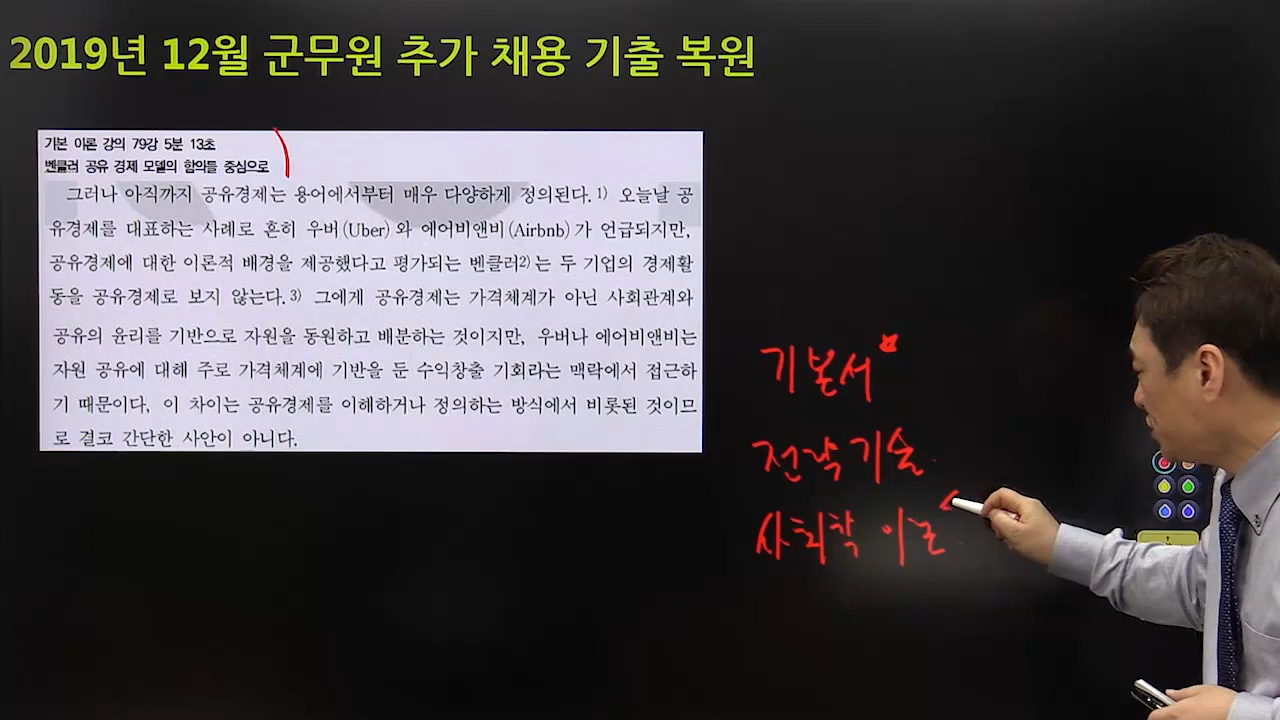 2019년 12월 군무원 추가 채용 기출 복원
기본 이론 강의 79강 5분 13초
벤클러 공유 경제 모델의 함의들 중심으로
그러나 아직까지 공유경제는 용어에서부터 매우 다양하게 정의된다.1) 오늘날 공
유경제를 대표하는 사례로 흔히 우버(Uber)와 에어비앤비(Airbnb)가 언급되지만,
공유경제에 대한 이론적 배경을 제공했다고 평가되는 벤클러2)는 두 기업의 경제활
동을 공유경제로 보지 않는다.3) 그에게 공유경제는 가격체계가 아닌 사회관계와
공유의 윤리를 기반으로 자원을 동원하고 배분하는 것이지만, 우버나 에어비앤비는
자원 공유에 대해 주로 가격체계에 기반을 둔 수익창출 기회라는 맥락에서 접근하
기 때문이다, 이 차이는 공유경제를 이해하거나 정의하는 방식에서 비롯된 것이므
로 결코 간단한 사안이 아니다.
기본서
전략기술
사회학 이론